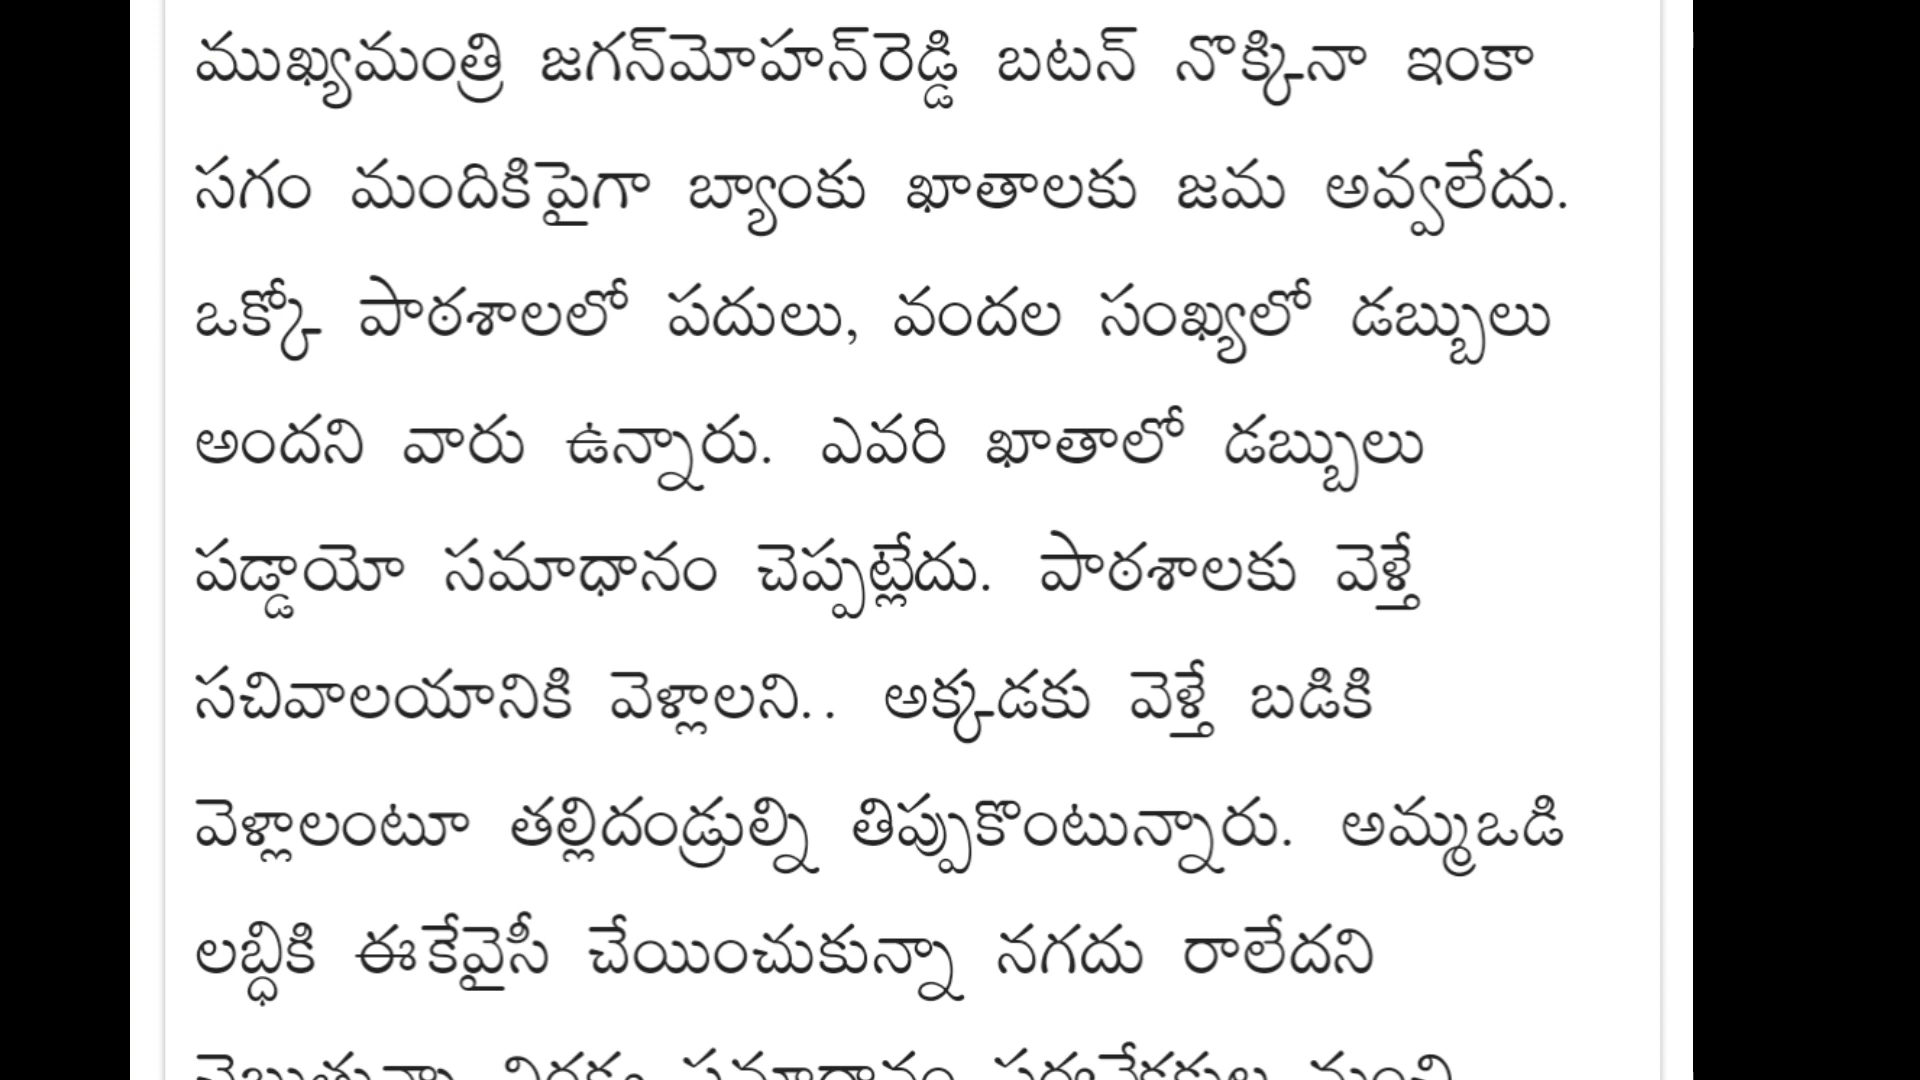 ముఖ్యమంత్రి జగన్‌మోహన్‌రెడ్డి బటన్ నొక్కినా ఇంకా
సగం మందికిపైగా బ్యాంకు ఖాతాలకు జమ అవ్వలేదు.
ఒక్కో పాఠశాలలో పదులు, వందల సంఖ్యలో డబ్బులు
అందని వారు ఉన్నారు. ఎవరి ఖాతాలో డబ్బులు
పడ్డాయో సమాధానం చెప్పట్లేదు. పాఠశాలకు వెళ్తే
సచివాలయానికి వెళ్లాలని.. అక్కడకు వెళ్తే బడికి
వెళ్లాలంటూ తల్లిదండ్రుల్ని తిప్పుకొంటున్నారు. అమ్మఒడి
లబ్ధికి ఈకేవైసీ చేయించుకున్నా నగదు రాలేదని